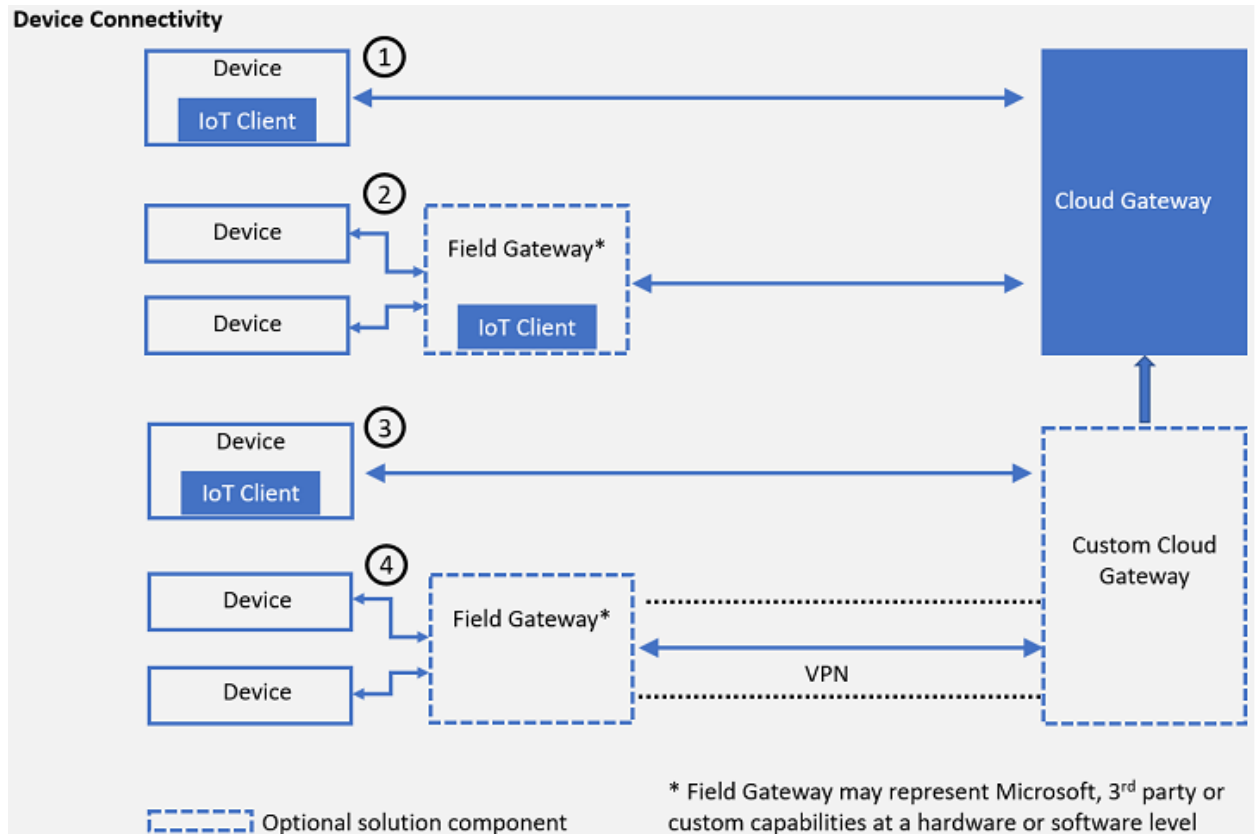 Device Connectivity
1
Device
IoT Client
Cloud Gateway
2
Device
Device
Field Gateway*
IoT Client
3
Device
IoT Client
Custom Cloud
Gateway
4
Device
Device
Field Gateway*
VPN
Optional solution component
* Field Gateway may represent Microsoft, 3rd party or
custom capabilities at a hardware or software level